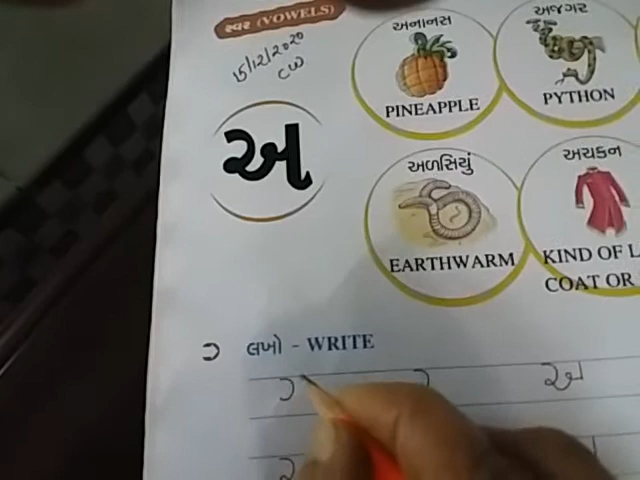 સ્વર (VOWELS)
15/12/2020
CW
અ
અનાનસ
PINEAPPLE
અજગર
PYTHON
અળસિયું
EARTHWARM
અચકન
KIND OF L
COAT OR
લખો - WRITE